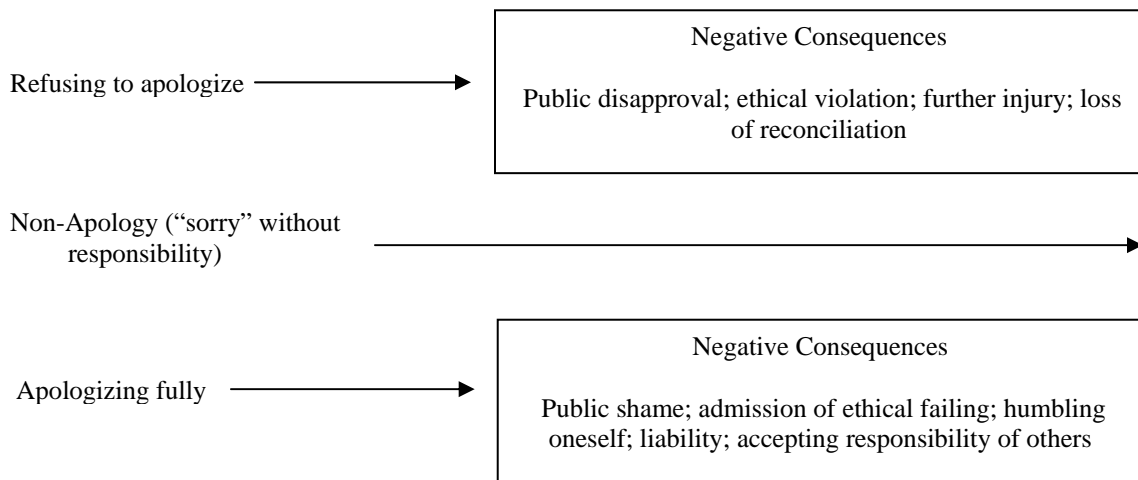 Negative Consequences
Refusing to apologize
Public disapproval; ethical violation; further injury; loss
of reconciliation
Non-Apology (“sorry” without
responsibility)
Negative Consequences
Apologizing fully
Public shame; admission of ethical failing; humbling
oneself; liability; accepting responsibility of others